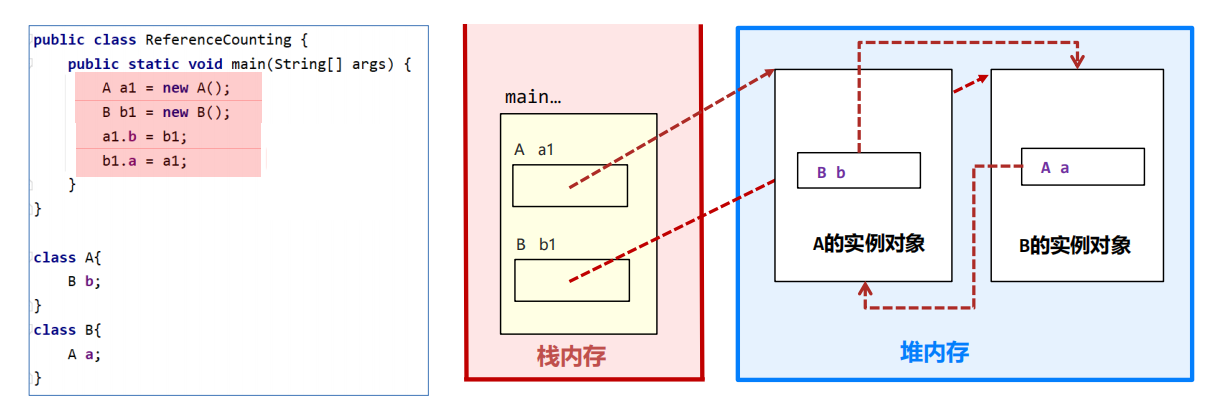 public class ReferenceCounting {
public static void main(String[] args) {
A a1 = new A();
B b1 = new B();
a1.b = b1;
b1.a = a1;
}
}
class A{
B b;
}
class B{
A a;
}
main…
A a1
B b1
栈内存
B b
A的实例对象
A a
B的实例对象
堆内存